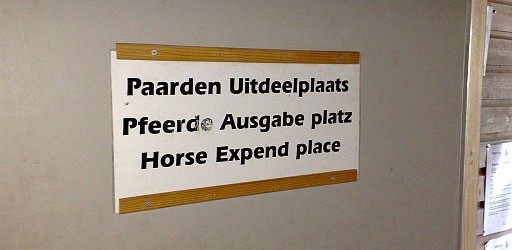 Paarden Uitdeelplaats
Pfeerde Ausgabe platz
Horse Expend place